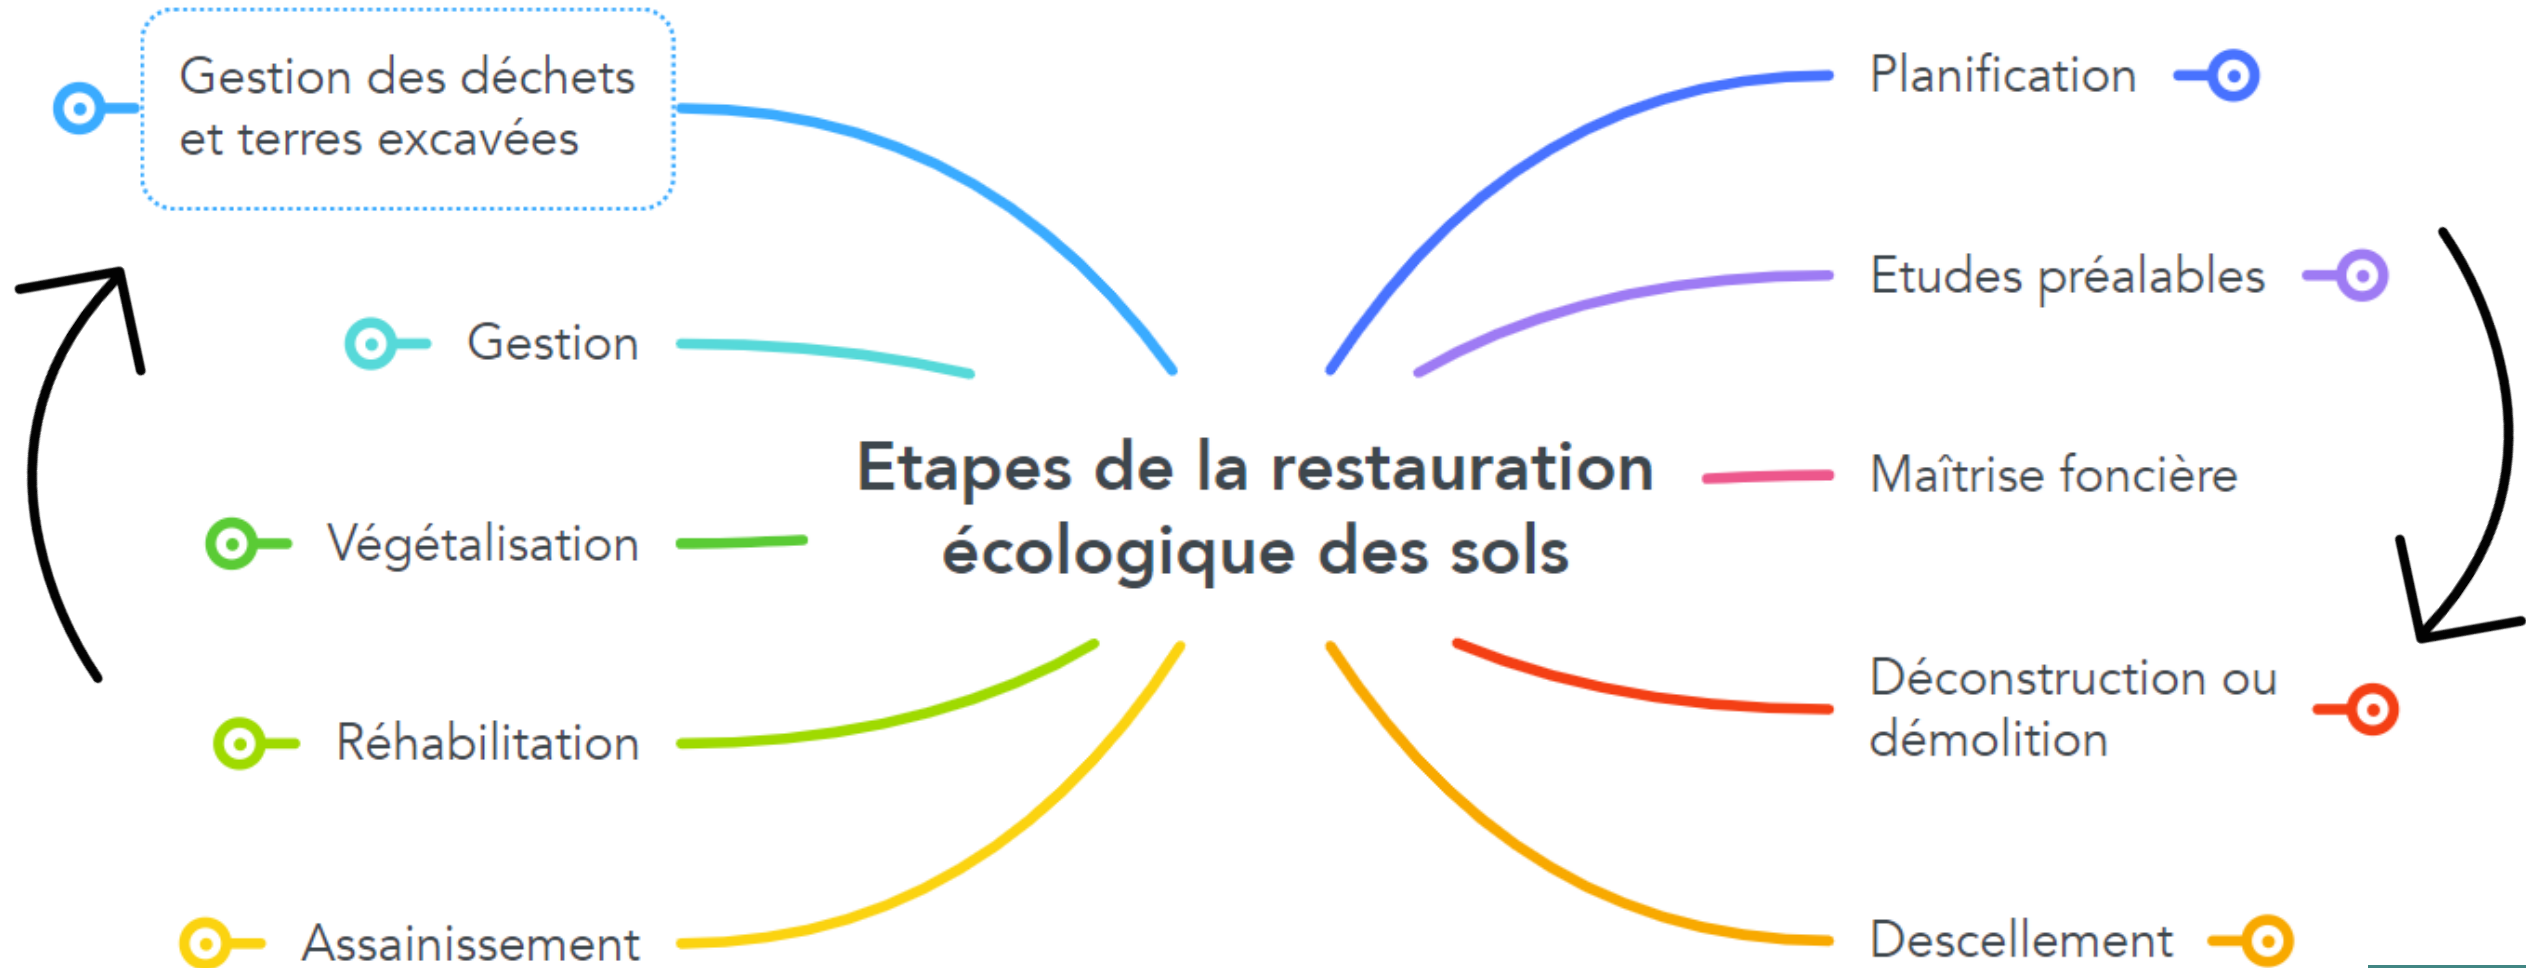 Etapes de la restauration
écologique des sols
Planification
Etudes préalables
Maîtrise foncière
Déconstruction ou
démolition
Descellement
Assainissement
Réhabilitation
Végétalisation
Gestion
Gestion des déchets
et terres excavées